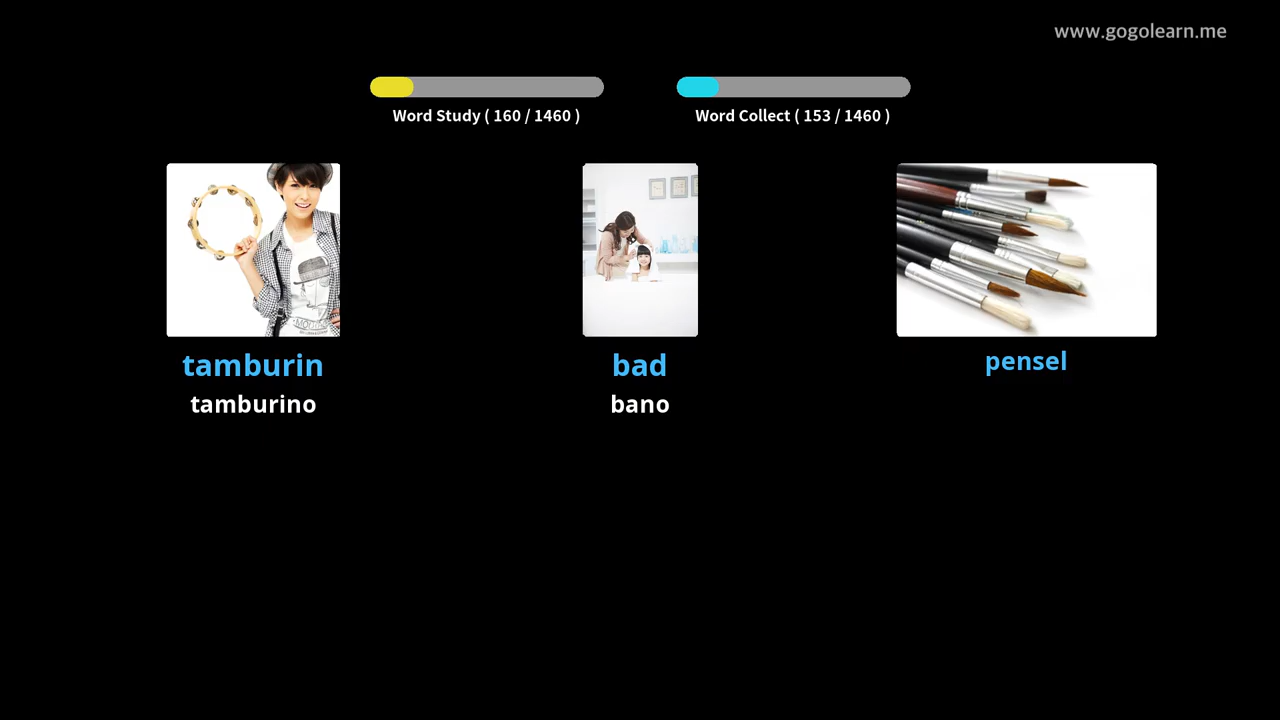 www.gogolearn.me
Word Study ( 160 / 1460 )
Word Collect ( 153 / 1460 )
tamburin
tamburino
bad
bano
pensel